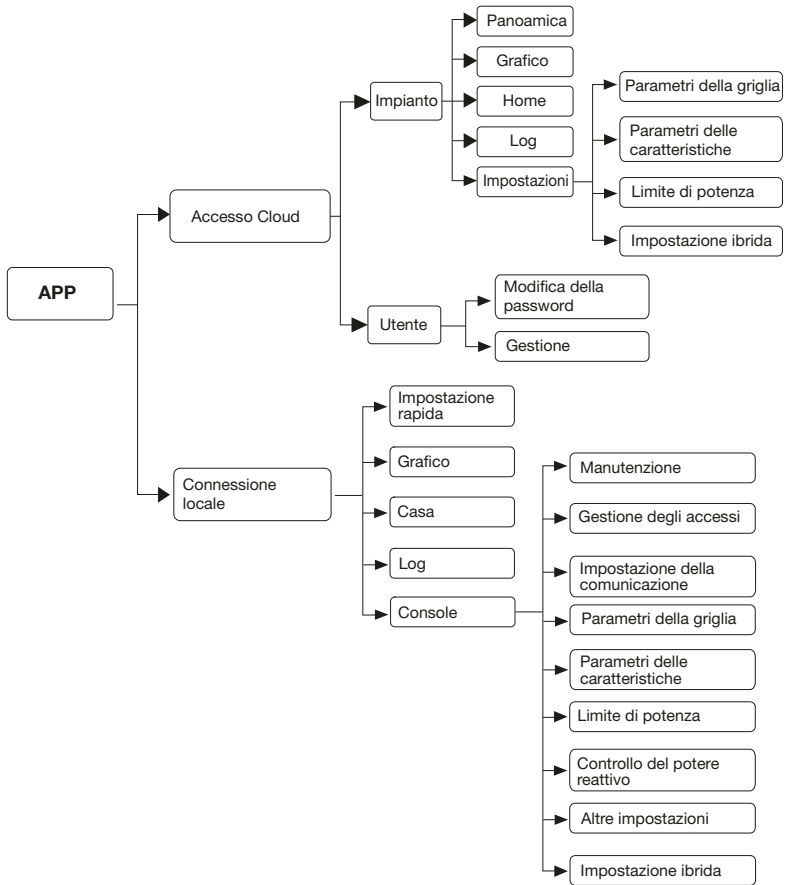 APP
Accesso Cloud
Impianto
Panoamica
Grafico
Home
Log
Impostazioni
Parametri della griglia
Parametri delle
caratteristiche
Limite di potenza
Impostazione ibrida
Utente
Modifica della
password
Gestione
Connessione
locale
Impostazione
rapida
Grafico
Casa
Log
Console
Manutenzione
Gestione degli accessi
Impostazione della
comunicazione
Parametri della griglia
Parametri delle
caratteristiche
Limite di potenza
Controllo del potere
reattivo
Altre impostazioni
Impostazione ibrida